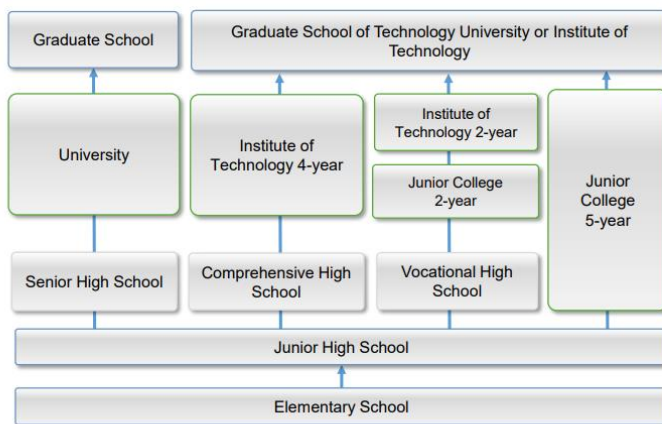 Graduate School
Graduate School of Technology University or Institute of
Technology
University
Institute of
Technology 4-year
Institute of
Technology 2-year
Junior College
2-year
Junior
College
5-year
Senior High School
Comprehensive High
School
Vocational High
School
Junior High School
Elementary School